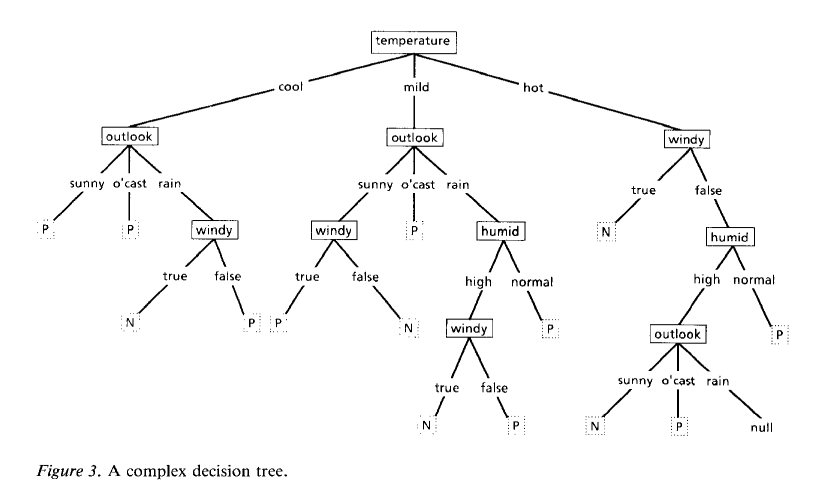 temperature
cool mild hot
outlook outlook windy
sunny o'cast rain sunny o'cast rain true false
P P windy windy P humid N humid
true false true false high normal high normal
N P P N windy P outlook P
true false sunny o'cast rain
N P N P null
Figure 3. A complex decision tree.